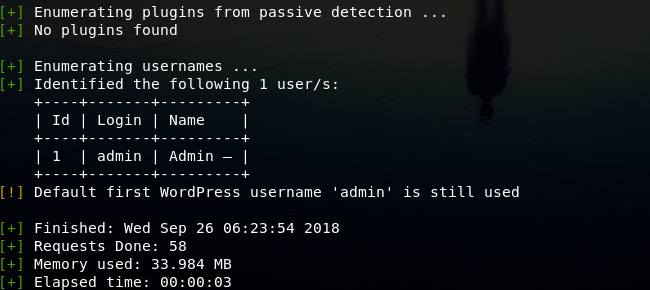 [+] Enumerating plugins from passive detection ...
[+] No plugins found
[+] Enumerating usernames ...
[+] Identified the following 1 user/s:
    +----+-------+---------+
    | Id | Login | Name    |
    +----+-------+---------+
    | 1  | admin | Admin – |
    +----+-------+---------+
[!] Default first WordPress username 'admin' is still used
[+] Finished: Wed Sep 26 06:23:54 2018
[+] Requests Done: 58
[+] Memory used: 33.984 MB
[+] Elapsed time: 00:00:03